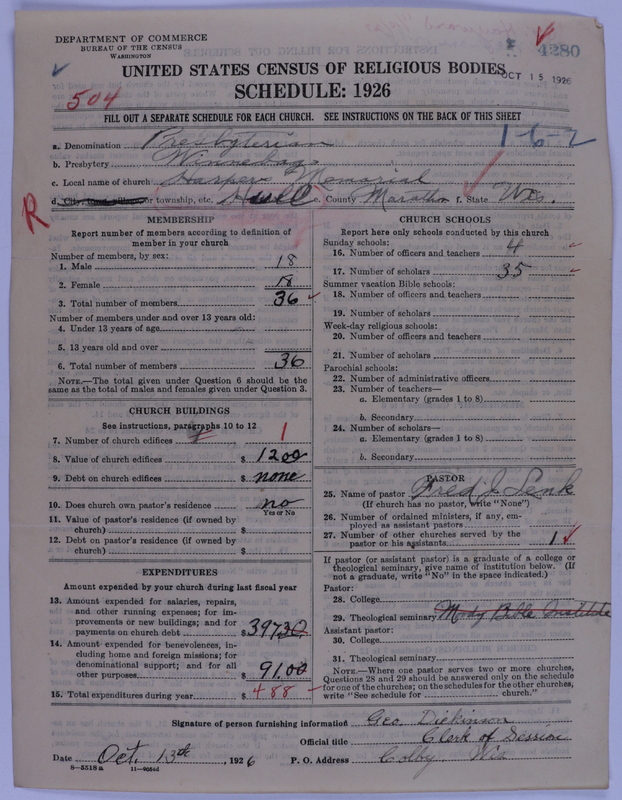 DEPARTMENT OF COMMERCE
BUREAU OF THE CENSUS
WASHINGTON
4280
UNITED STATES CENSUS OF RELIGIOUS BODIES
OCT 15 1926
SCHEDULE: 1926
504
FILL OUT A SEPARATE SCHEDULE FOR EACH CHURCH. SEE INSTRUCTIONS ON THE BACK OF THIS SHEET
1-6-2
a. Denomination Presbyterian
b. Presbytery Winnebago
c. Local name of church Harpers Memorial
d. City, town, village, or township, etc. Hull e. County Marathon f. State Wis.
R
MEMBERSHIP
Report number of members according to definition of
member in your church
Number of members, by sex:
1. Male 18
2. Female 18
3. Total number of members 36
Number of members under and over 13 years old:
4. Under 13 years of age
5. 13 years old and over
6. Total number of members 36
NOTE.—The total given under Question 6 should be
same as the total of males and females given under Question 3.
CHURCH BUILDINGS
See instructions, paragraphs 10 to 12
7. Number of church edifices 1
8. Value of church edifices $ 1200
9. Debt on church edifices $ none
10. Does church own pastor's residence no
Yes or No
11. Value of pastor's residence (if owned by
church) $
12. Debt on pastor's residence (if owned by
church) $
EXPENDITURES
Amount expended by your church during last fiscal year
13. Amount expended for salaries, repairs,
and other running expenses; for im-
provements or new buildings; and for
payments on church debt $ 397 30
14. Amount expended for benevolences, in-
cluding home and foreign missions; for
denominational support; and for all
other purposes $ 91.00
15. Total expenditures during year $ 488
CHURCH SCHOOLS
Report here only schools conducted by this church
Sunday schools:
16. Number of officers and teachers 4
17. Number of scholars 35
Summer vacation Bible schools:
18. Number of officers and teachers
19. Number of scholars
Week-day religious schools:
20. Number of officers and teachers
21. Number of scholars
Parochial schools:
22. Number of administrative officers
23. Number of teachers—
a. Elementary (grades 1 to 8)
b. Secondary
24. Number of scholars—
a. Elementary (grades 1 to 8)
b. Secondary
PASTOR
25. Name of pastor Fred J. Lenk
(If church has no pastor, write "None")
26. Number of ordained ministers, if any, em-
ployed as assistant pastors
27. Number of other churches served by the
pastor or his assistants 1
If pastor (or assistant pastor) is a graduate of a college or
theological seminary, give name of institution below. (If
not a graduate, write "No" in the space indicated.)
Pastor:
28. College
29. Theological seminary Mody Bible Institute
Assistant pastor:
30. College
31. Theological seminary
NOTE.—Where one pastor serves two or more churches,
Questions 28 and 29 should be answered only on the schedule
for one of the churches; on the schedules for the other churches,
write "See schedule for church."
Signature of person furnishing information Geo. Dickinson
Official title Clerk of Session
Date Oct. 13th, 1926 P. O. Address Colby Wis
8-5518 a